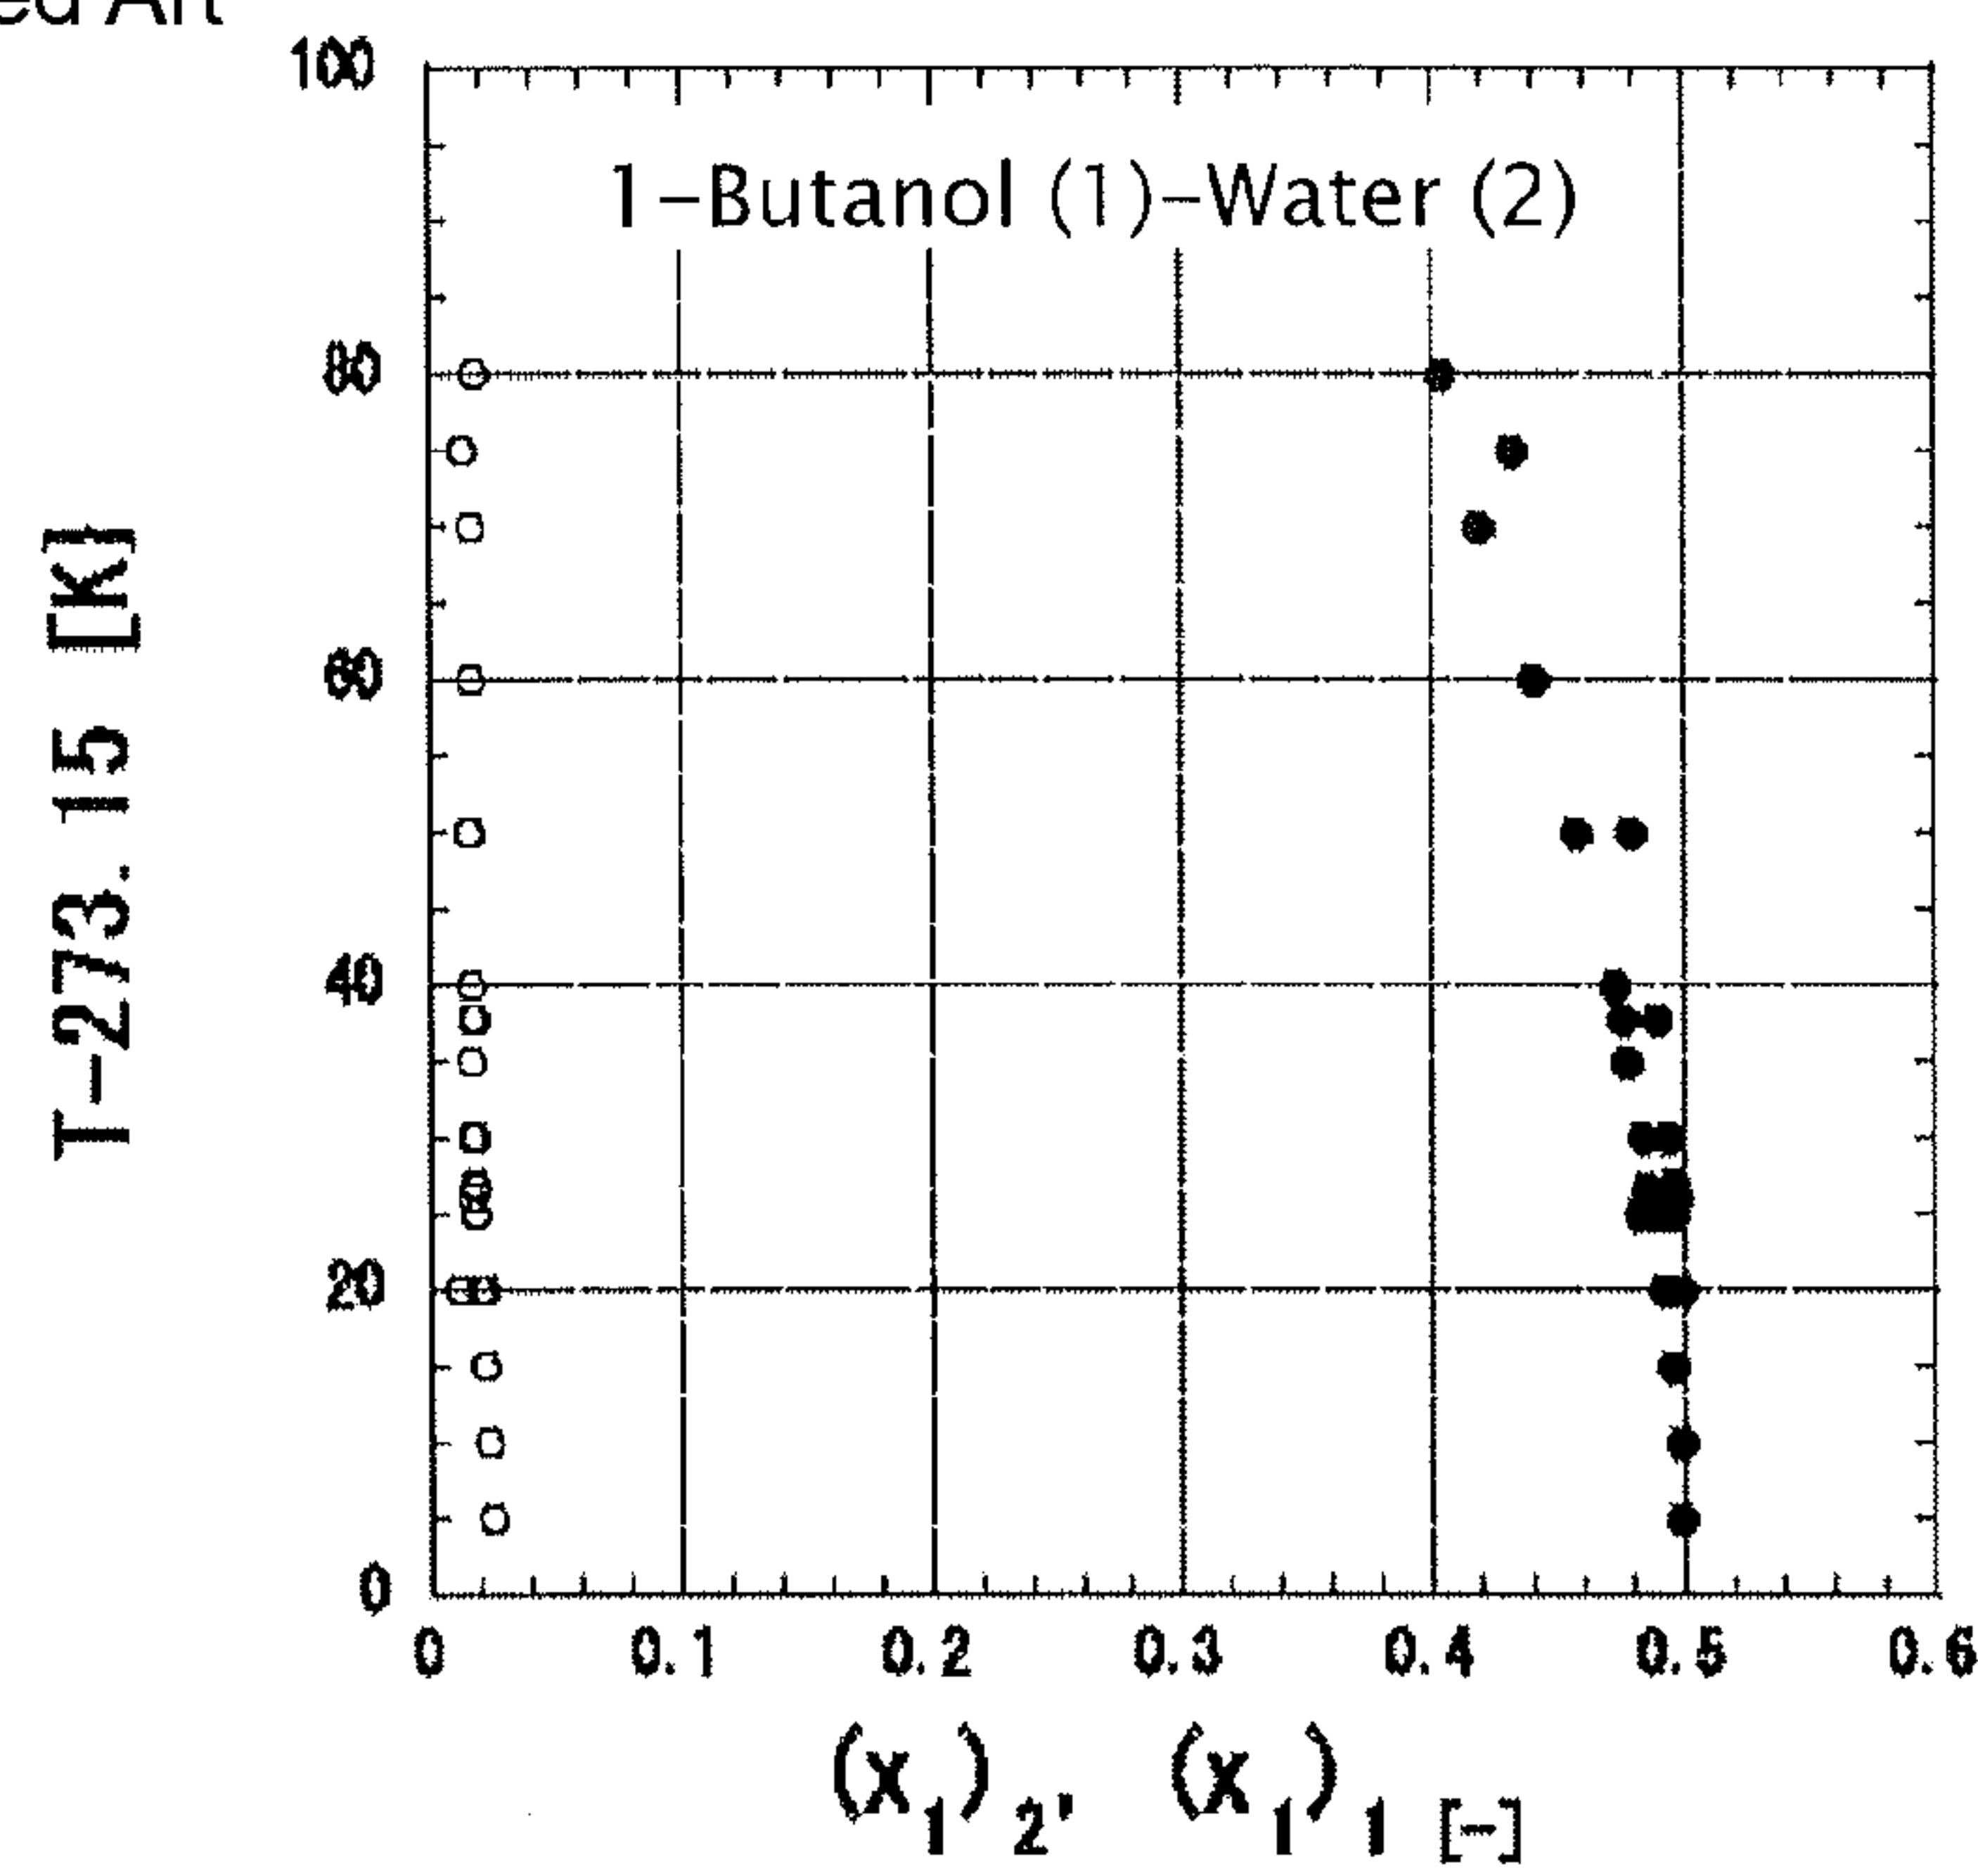 ed Art
100
1-Butanol (1)-Water (2)
80
60
40
20
0
T-273.15 [K]
0 0.1 0.2 0.3 0.4 0.5 0.6
(x1)2, (x1)1 [-]